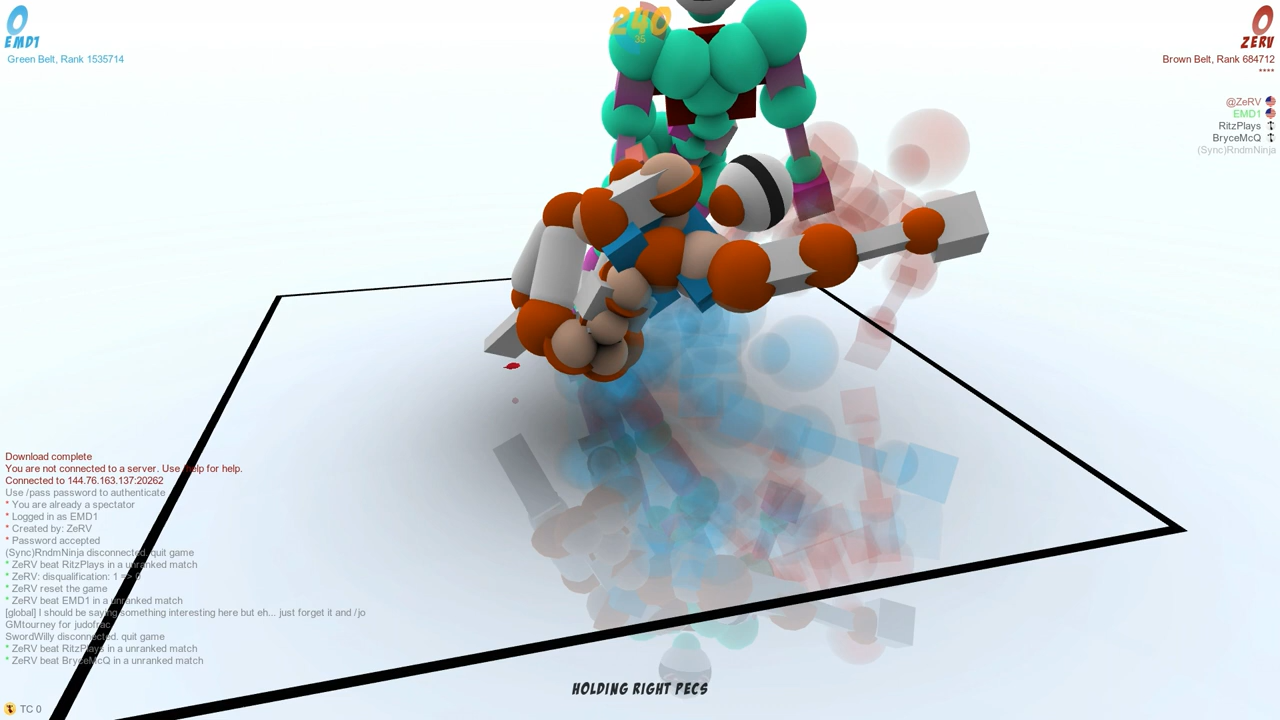 0
EMD1
Green Belt, Rank 1535714
240
35
0
ZERV
Brown Belt, Rank 684712
****
@ZeRV
EMD1
RitzPlays
BryceMcQ
(Sync)RndmNinja
Download complete
You are not connected to a server. Use /help for help.
Connected to 144.76.163.137:20262
Use /pass password to authenticate
* You are already a spectator
* Logged in as EMD1
* Created by: ZeRV
* Password accepted
(Sync)RndmNinja disconnected. quit game
* ZeRV beat RitzPlays in a unranked match
* ZeRV: disqualification: 1 => 0
* ZeRV reset the game
* ZeRV beat EMD1 in a unranked match
[global] I should be saying something interesting here but eh... just forget it and /jo
GMtourney for judofrac
SwordWilly disconnected. quit game
* ZeRV beat RitzPlays in a unranked match
* ZeRV beat BryceMcQ in a unranked match
HOLDING RIGHT PECS
TC 0